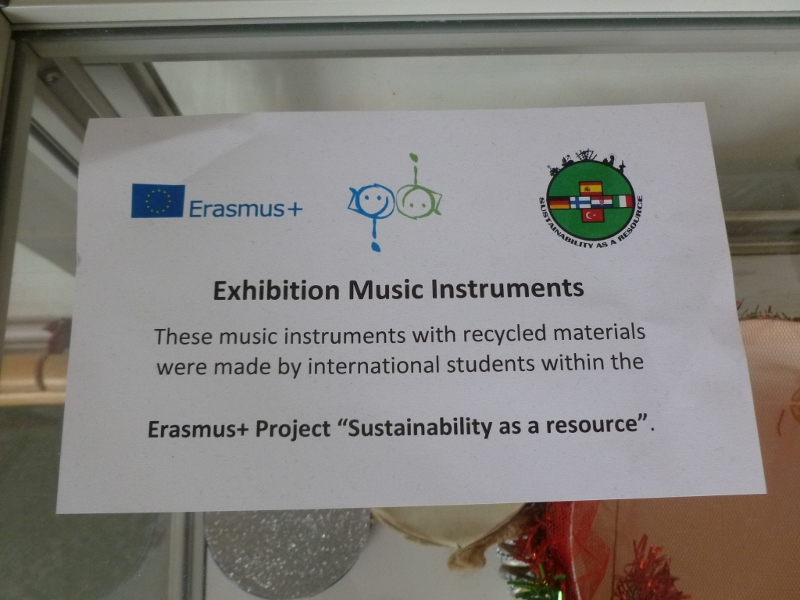 Erasmus+
SUSTAINABILITY AS A RESOURCE
Exhibition Music Instruments
These music instruments with recycled materials
were made by international students within the
Erasmus+ Project “Sustainability as a resource”.